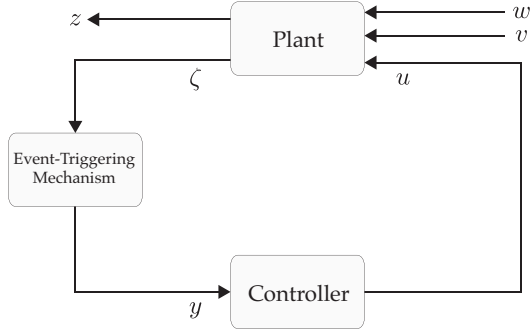 z
w
Plant
v
ζ
u
Event-Triggering
Mechanism
y
Controller